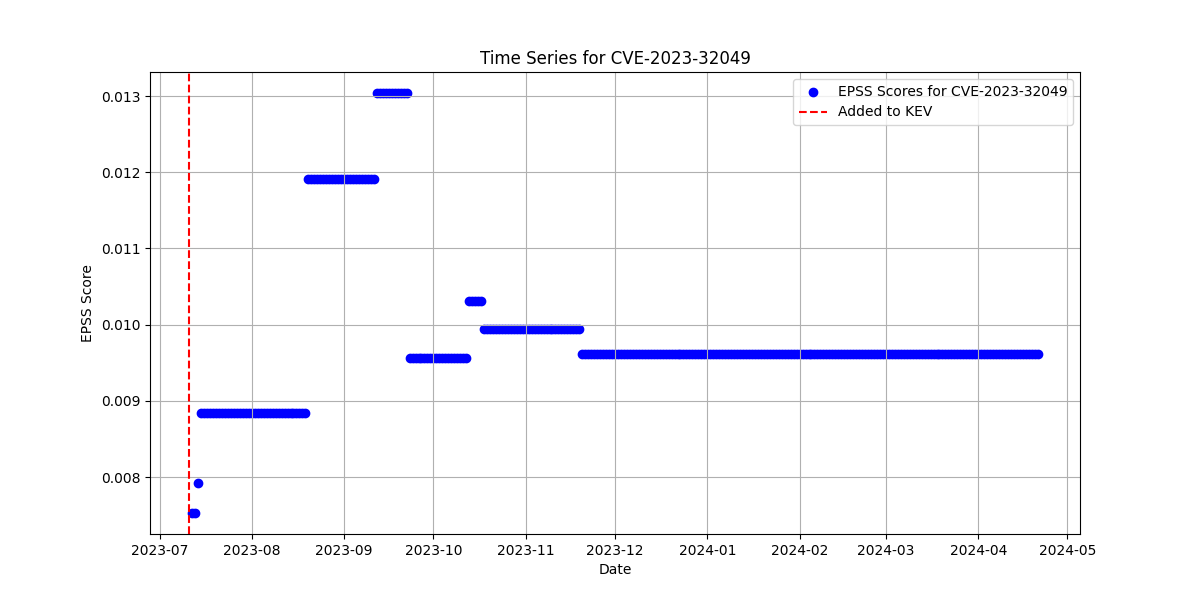 Time Series for CVE-2023-32049
EPSS Scores for CVE-2023-32049
Added to KEV
EPSS Score
0.013
0.012
0.011
0.010
0.009
0.008
2023-07 2023-08 2023-09 2023-10 2023-11 2023-12 2024-01 2024-02 2024-03 2024-04 2024-05
Date